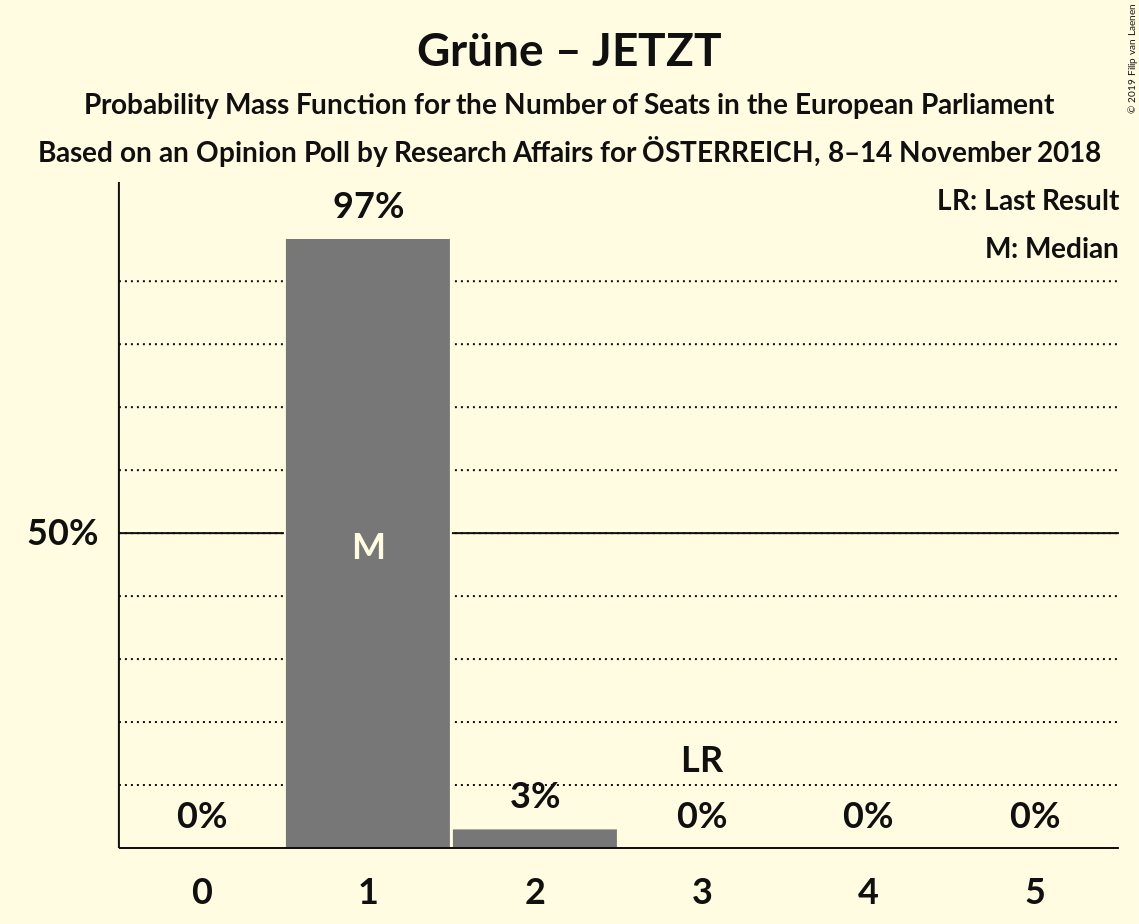 Grüne – JETZT
Probability Mass Function for the Number of Seats in the European Parliament
Based on an Opinion Poll by Research Affairs for ÖSTERREICH, 8–14 November 2018
© 2019 Filip van Laenen
LR: Last Result
M: Median
97%
50%
M
LR
0%
3%
0%
0%
0%
0
1
2
3
4
5